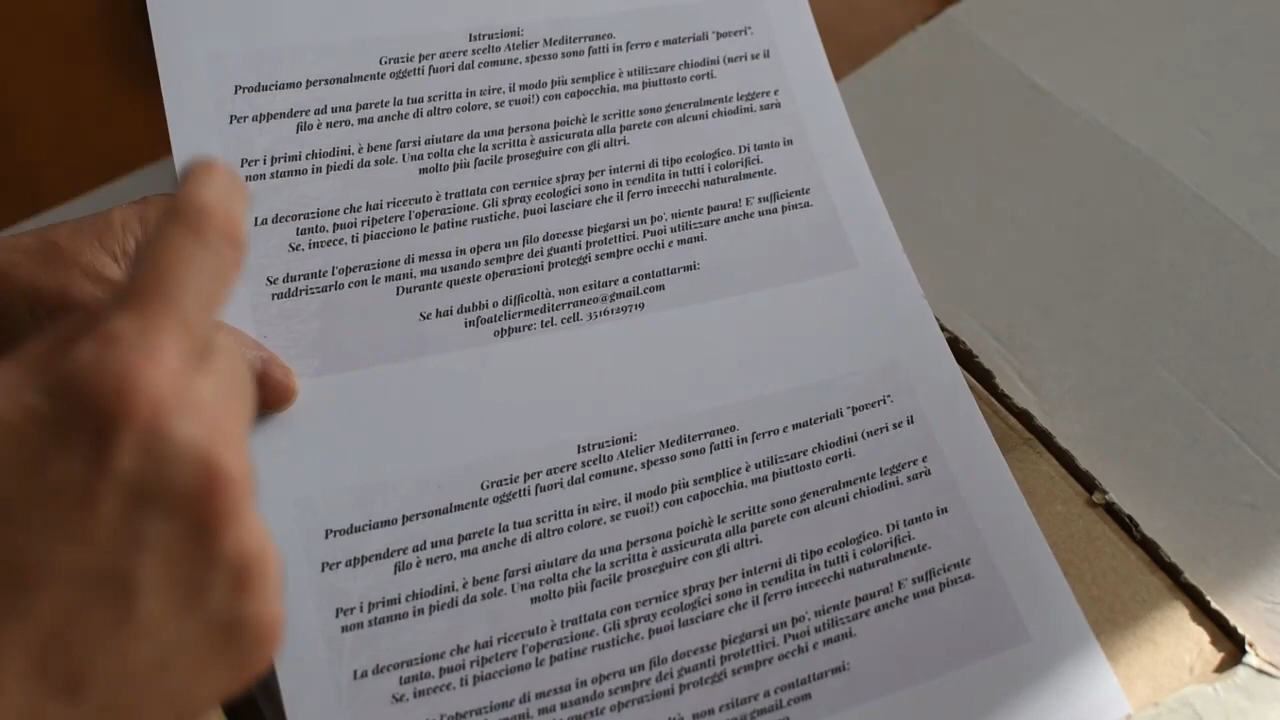 Istruzioni:
Grazie per avere scelto Atelier Mediterraneo.
Produciamo personalmente oggetti fuori dal comune, spesso sono fatti in ferro e materiali "poveri".
Per appendere ad una parete la tua scritta in wire, il modo più semplice è utilizzare chiodini (neri se il
filo è nero, ma anche di altro colore, se vuoi!) con capocchia, ma piuttosto corti.
Per i primi chiodini, è bene farsi aiutare da una persona poichè le scritte sono generalmente leggere e
non stanno in piedi da sole. Una volta che la scritta è assicurata alla parete con alcuni chiodini, sarà
molto più facile proseguire con gli altri.
La decorazione che hai ricevuto è trattata con vernice spray per interni di tipo ecologico. Di tanto in
tanto, puoi ripetere l'operazione. Gli spray ecologici sono in vendita in tutti i colorifici.
Se, invece, ti piacciono le patine rustiche, puoi lasciare che il ferro invecchi naturalmente.
Se durante l'operazione di messa in opera un filo dovesse piegarsi un po', niente paura! E' sufficiente
raddrizzarlo con le mani, ma usando sempre dei guanti protettivi. Puoi utilizzare anche una pinza.
Durante queste operazioni proteggi sempre occhi e mani.
Se hai dubbi o difficoltà, non esitare a contattarmi:
infoateliermediterraneo@gmail.com
oppure: tel. cell. 3516129719
Istruzioni:
Grazie per avere scelto Atelier Mediterraneo.
Produciamo personalmente oggetti fuori dal comune, spesso sono fatti in ferro e materiali "poveri".
Per appendere ad una parete la tua scritta in wire, il modo più semplice è utilizzare chiodini (neri se il
filo è nero, ma anche di altro colore, se vuoi!) con capocchia, ma piuttosto corti.
Per i primi chiodini, è bene farsi aiutare da una persona poichè le scritte sono generalmente leggere e
non stanno in piedi da sole. Una volta che la scritta è assicurata alla parete con alcuni chiodini, sarà
molto più facile proseguire con gli altri.
La decorazione che hai ricevuto è trattata con vernice spray per interni di tipo ecologico. Di tanto in
tanto, puoi ripetere l'operazione. Gli spray ecologici sono in vendita in tutti i colorifici.
Se, invece, ti piacciono le patine rustiche, puoi lasciare che il ferro invecchi naturalmente.
l'operazione di messa in opera un filo dovesse piegarsi un po', niente paura! E' sufficiente
mani, ma usando sempre dei guanti protettivi. Puoi utilizzare anche una pinza.
queste operazioni proteggi sempre occhi e mani.
non esitare a contattarmi:
@gmail.com